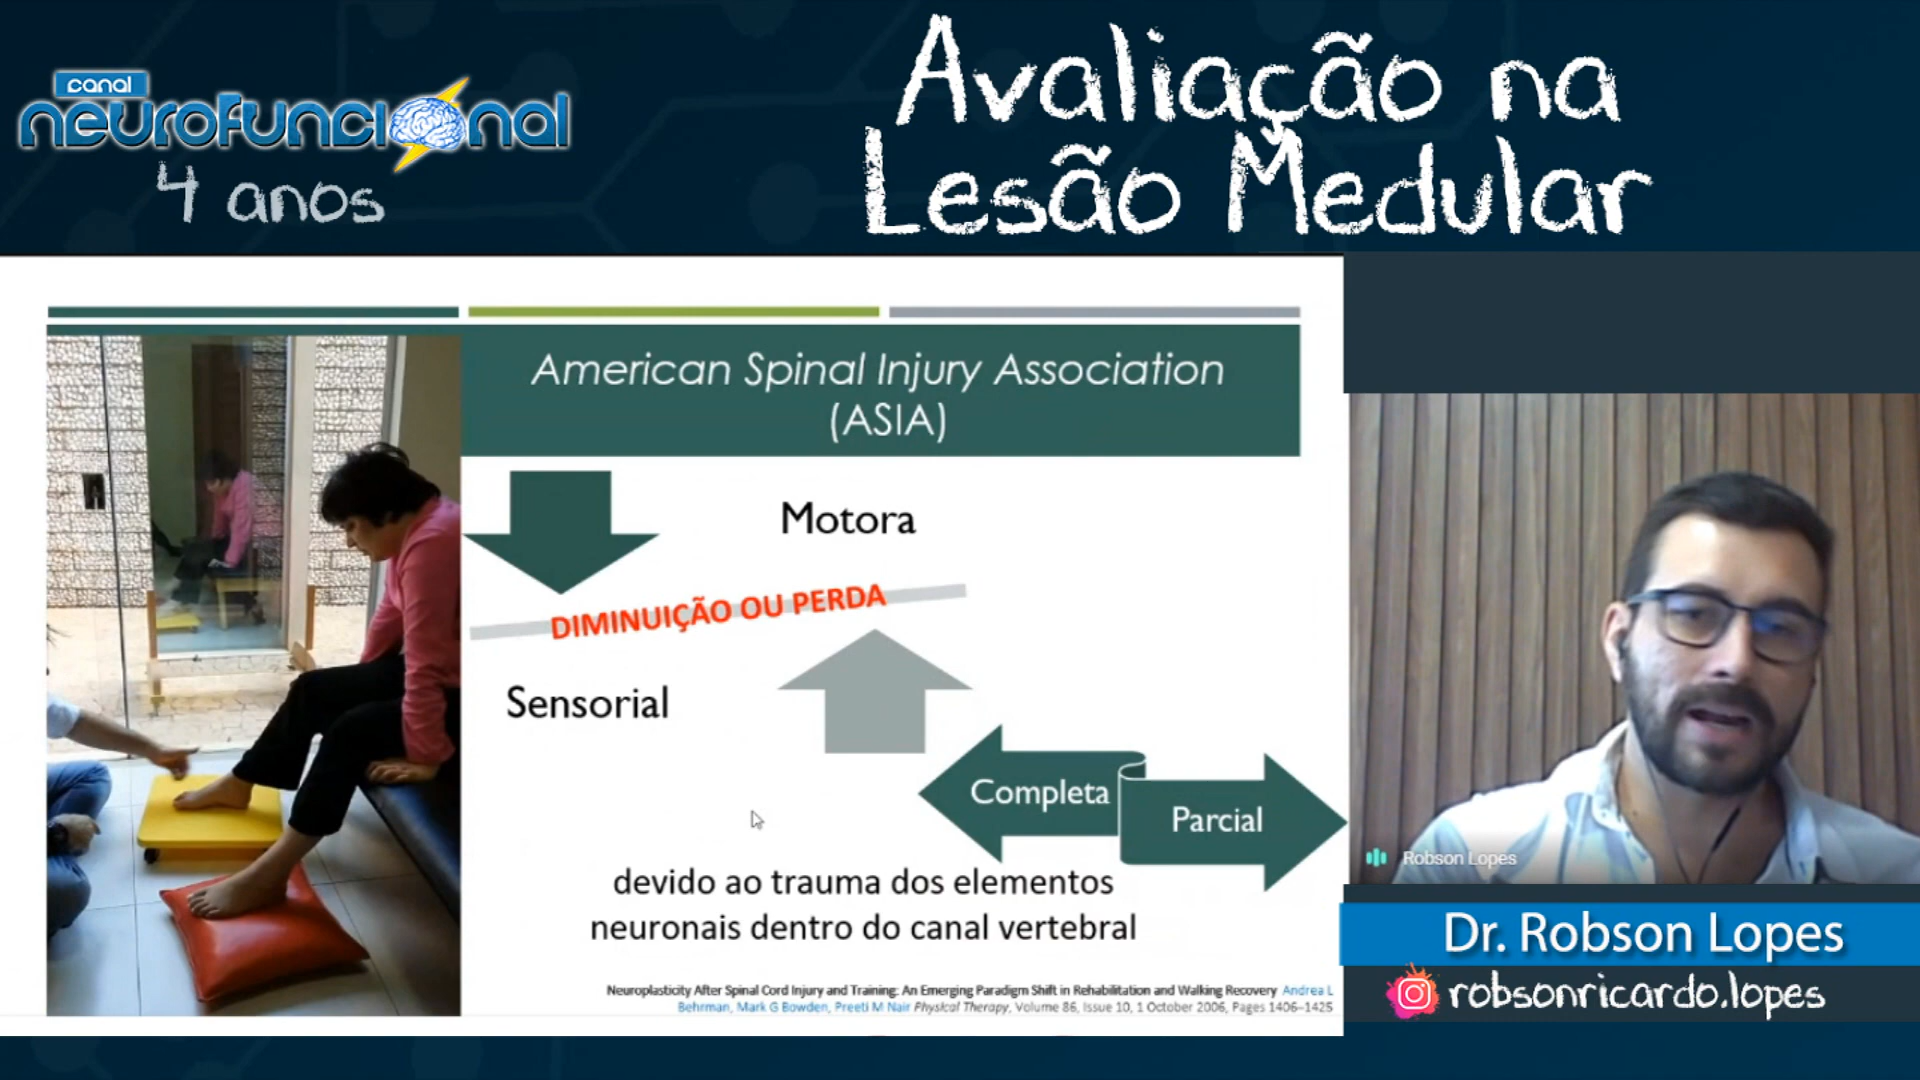 canal
neurofuncional
4 anos
Avaliação na
Lesão Medular
American Spinal Injury Association
(ASIA)
Motora
DIMINUIÇÃO OU PERDA
Sensorial
Completa
Parcial
devido ao trauma dos elementos
neuronais dentro do canal vertebral
Neuroplasticity After Spinal Cord Injury and Training: An Emerging Paradigm Shift in Rehabilitation and Walking Recovery Andrea L
Behrman, Mark G Bowden, Preeti M Nair Physical Therapy, Volume 86, Issue 10, 1 October 2006, Pages 1406–1425
Robson Lopes
Dr. Robson Lopes
robsonricardo.lopes